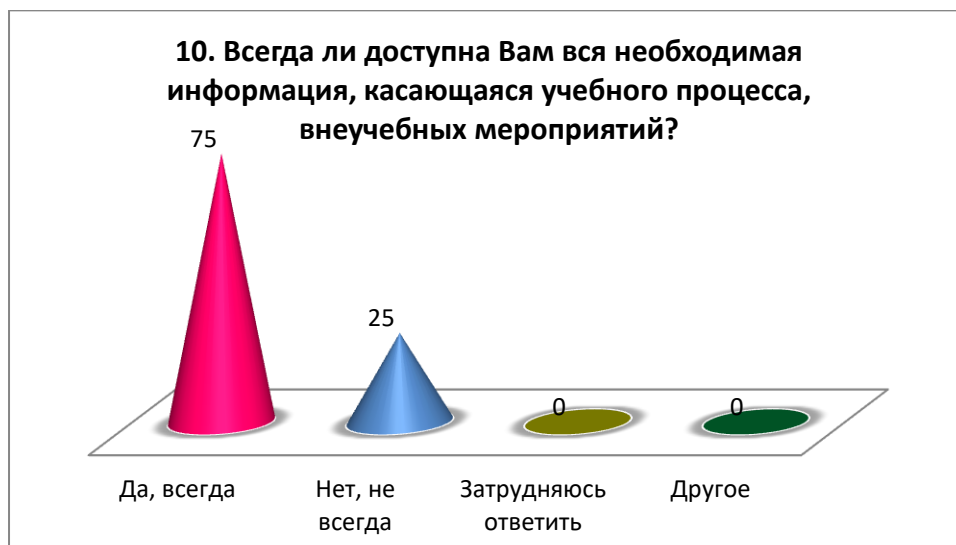 10. Всегда ли доступна Вам вся необходимая
информация, касающаяся учебного процесса,
внеучебных мероприятий?
75
25
0
0
Да, всегда
Нет, не
всегда
Затрудняюсь
ответить
Другое